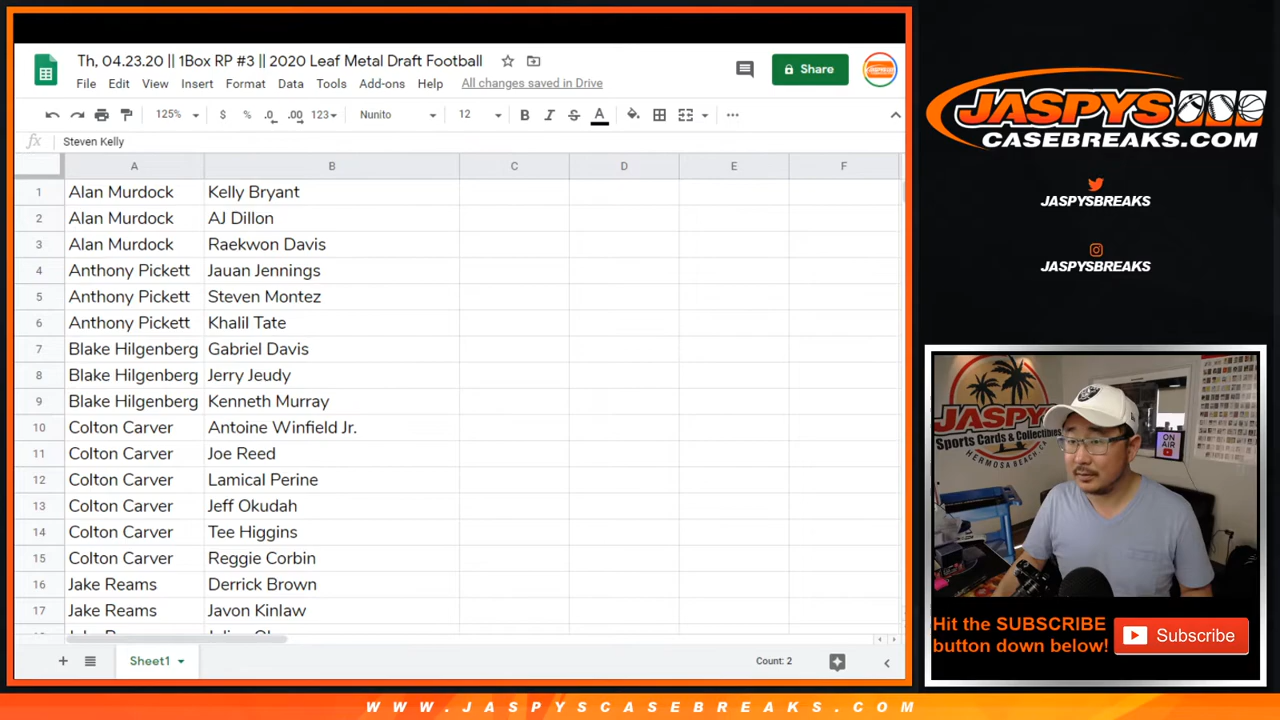 Th, 04.23.20 || 1Box RP #3 || 2020 Leaf Metal Draft Football
File Edit View Insert Format Data Tools Add-ons Help All changes saved in Drive
Share
125% $ % .0 .00 123 Nunito 12 B I S A
fx Steven Kelly
A B C D E F
1 Alan Murdock Kelly Bryant
2 Alan Murdock AJ Dillon
3 Alan Murdock Raekwon Davis
4 Anthony Pickett Jauan Jennings
5 Anthony Pickett Steven Montez
6 Anthony Pickett Khalil Tate
7 Blake Hilgenberg Gabriel Davis
8 Blake Hilgenberg Jerry Jeudy
9 Blake Hilgenberg Kenneth Murray
10 Colton Carver Antoine Winfield Jr.
11 Colton Carver Joe Reed
12 Colton Carver Lamical Perine
13 Colton Carver Jeff Okudah
14 Colton Carver Tee Higgins
15 Colton Carver Reggie Corbin
16 Jake Reams Derrick Brown
17 Jake Reams Javon Kinlaw
Sheet1
Count: 2
JASPYS
CASEBREAKS.COM
JASPYSBREAKS
JASPYSBREAKS
JASPYS
Sports Cards & Collectibles
HERMOSA BEACH
ON AIR
Hit the SUBSCRIBE
button down below!
Subscribe
WWW.JASPYSCASEBREAKS.COM